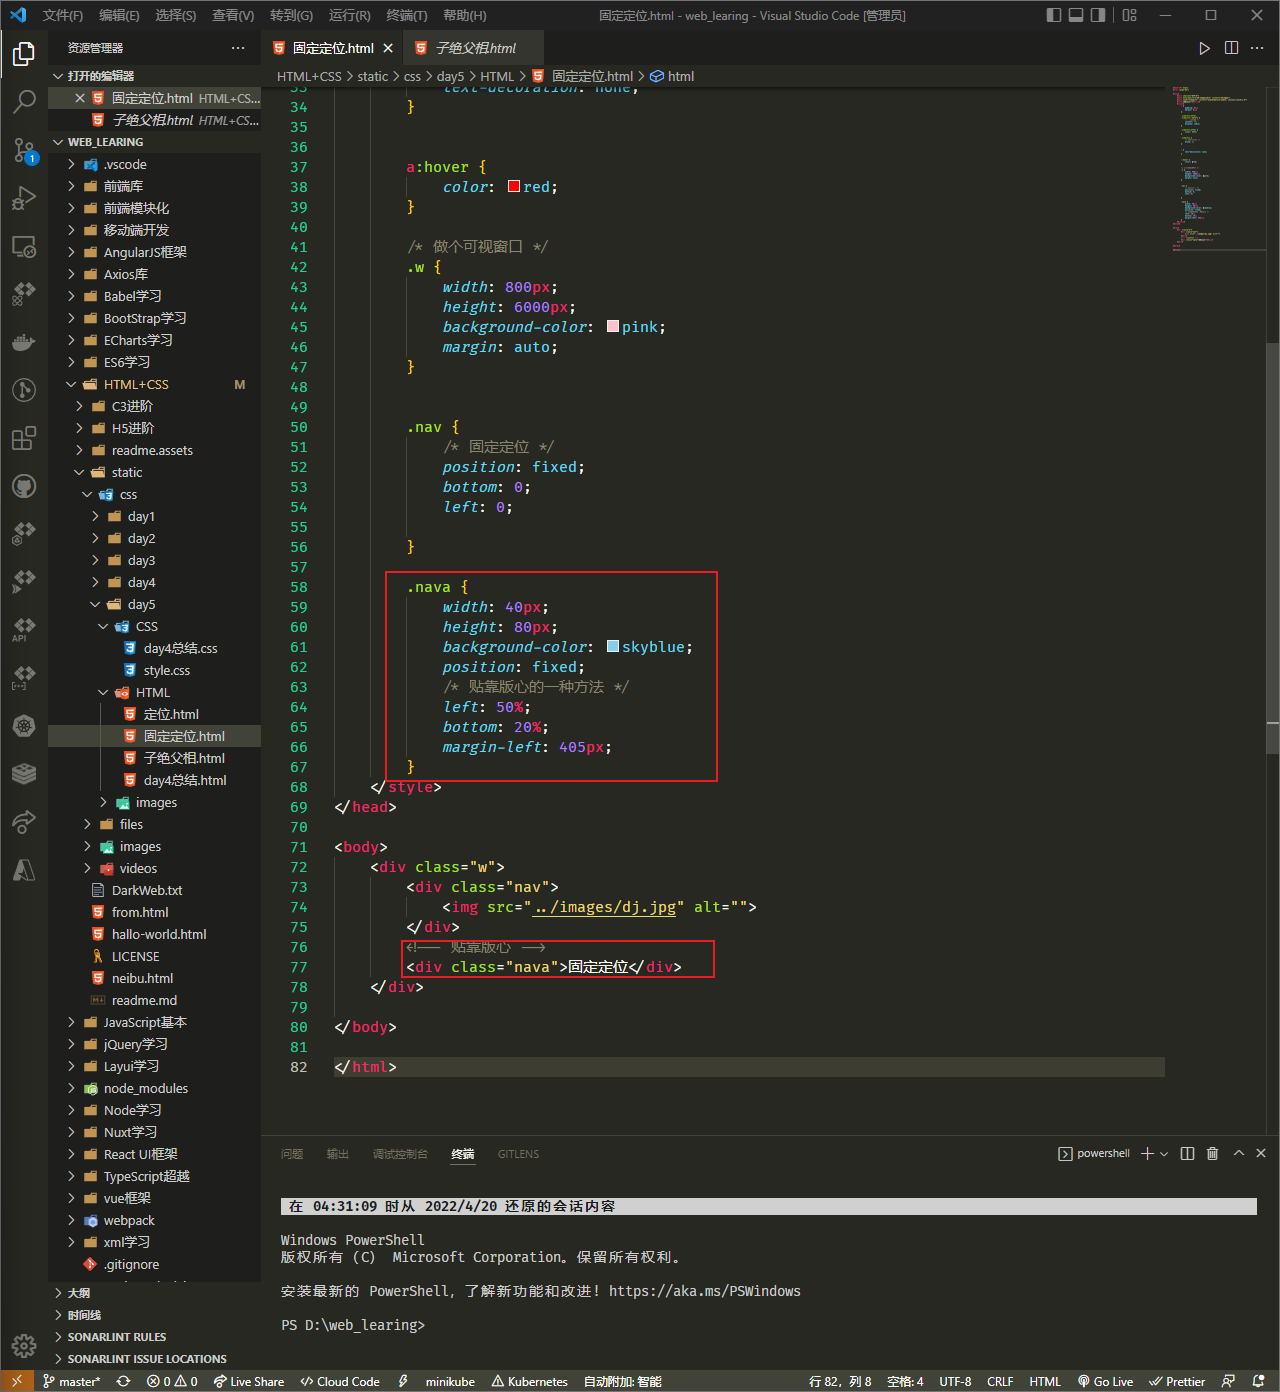 文件(F) 编辑(E) 选择(S) 查看(V) 转到(G) 运行(R) 终端(T) 帮助(H) 固定定位.html - web_learing - Visual Studio Code [管理员]
资源管理器
固定定位.html
子绝父相.html
打开的编辑器
固定定位.html HTML+CS...
子绝父相.html HTML+CS...
WEB_LEARING
.vscode
前端库
前端模块化
移动端开发
AngularJS框架
Axios库
Babel学习
BootStrap学习
ECharts学习
ES6学习
HTML+CSS M
C3进阶
H5进阶
readme.assets
static
css
day1
day2
day3
day4
day5
CSS
day4总结.css
style.css
HTML
定位.html
固定定位.html
子绝父相.html
day4总结.html
images
files
images
videos
DarkWeb.txt
from.html
hallo-world.html
LICENSE
neibu.html
readme.md
JavaScript基本
jQuery学习
Layui学习
node_modules
Node学习
Nuxt学习
React UI框架
TypeScript超越
vue框架
webpack
xml学习
.gitignore
大纲
时间线
SONARLINT RULES
SONARLINT ISSUE LOCATIONS
1
API
HTML+CSS > static > css > day5 > HTML > 固定定位.html > html
33 text-decoration: none;
34 }
35
36
37 a:hover {
38 color: red;
39 }
40
41 /* 做个可视窗口 */
42 .w {
43 width: 800px;
44 height: 6000px;
45 background-color: pink;
46 margin: auto;
47 }
48
49
50 .nav {
51 /* 固定定位 */
52 position: fixed;
53 bottom: 0;
54 left: 0;
55
56 }
57
58 .nava {
59 width: 40px;
60 height: 80px;
61 background-color: skyblue;
62 position: fixed;
63 /* 贴靠版心的一种方法 */
64 left: 50%;
65 bottom: 20%;
66 margin-left: 405px;
67 }
68 </style>
69 </head>
70
71 <body>
72 <div class="w">
73 <div class="nav">
74 <img src="../images/dj.jpg" alt="">
75 </div>
76 <!-- 贴靠版心 -->
77 <div class="nava">固定定位</div>
78 </div>
79
80 </body>
81
82 </html>
问题 输出 调试控制台 终端 GITLENS powershell
在 04:31:09 时从 2022/4/20 还原的会话内容
Windows PowerShell
版权所有 (C) Microsoft Corporation。保留所有权利。
安装最新的 PowerShell，了解新功能和改进！https://aka.ms/PSWindows
PS D:\web_learing>
master* 0 0 Live Share Cloud Code minikube Kubernetes 自动附加: 智能 行 82，列 8 空格: 4 UTF-8 CRLF HTML Go Live Prettier